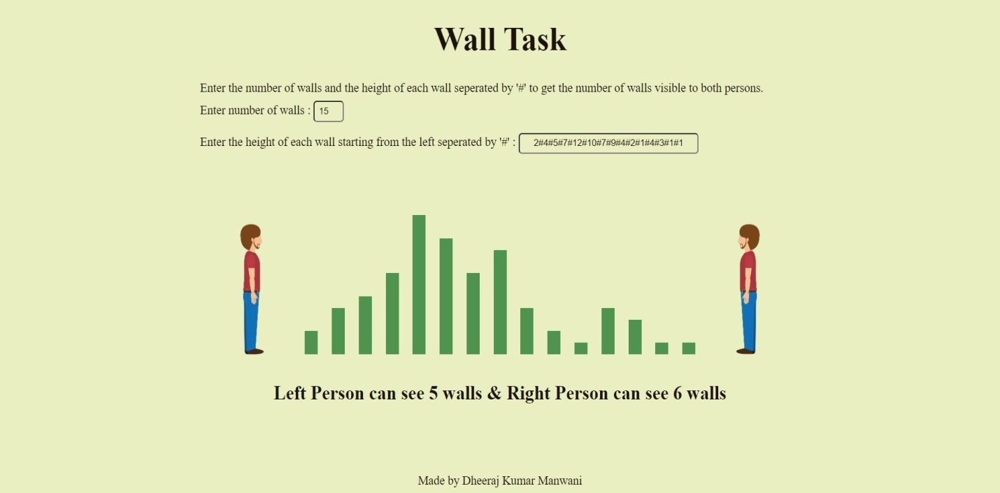 Wall Task
Enter the number of walls and the height of each wall seperated by '#' to get the number of walls visible to both persons.
Enter number of walls : 15
Enter the height of each wall starting from the left seperated by '#' : 2#4#5#7#12#10#7#9#4#2#1#4#3#1#1
Left Person can see 5 walls & Right Person can see 6 walls
Made by Dheeraj Kumar Manwani